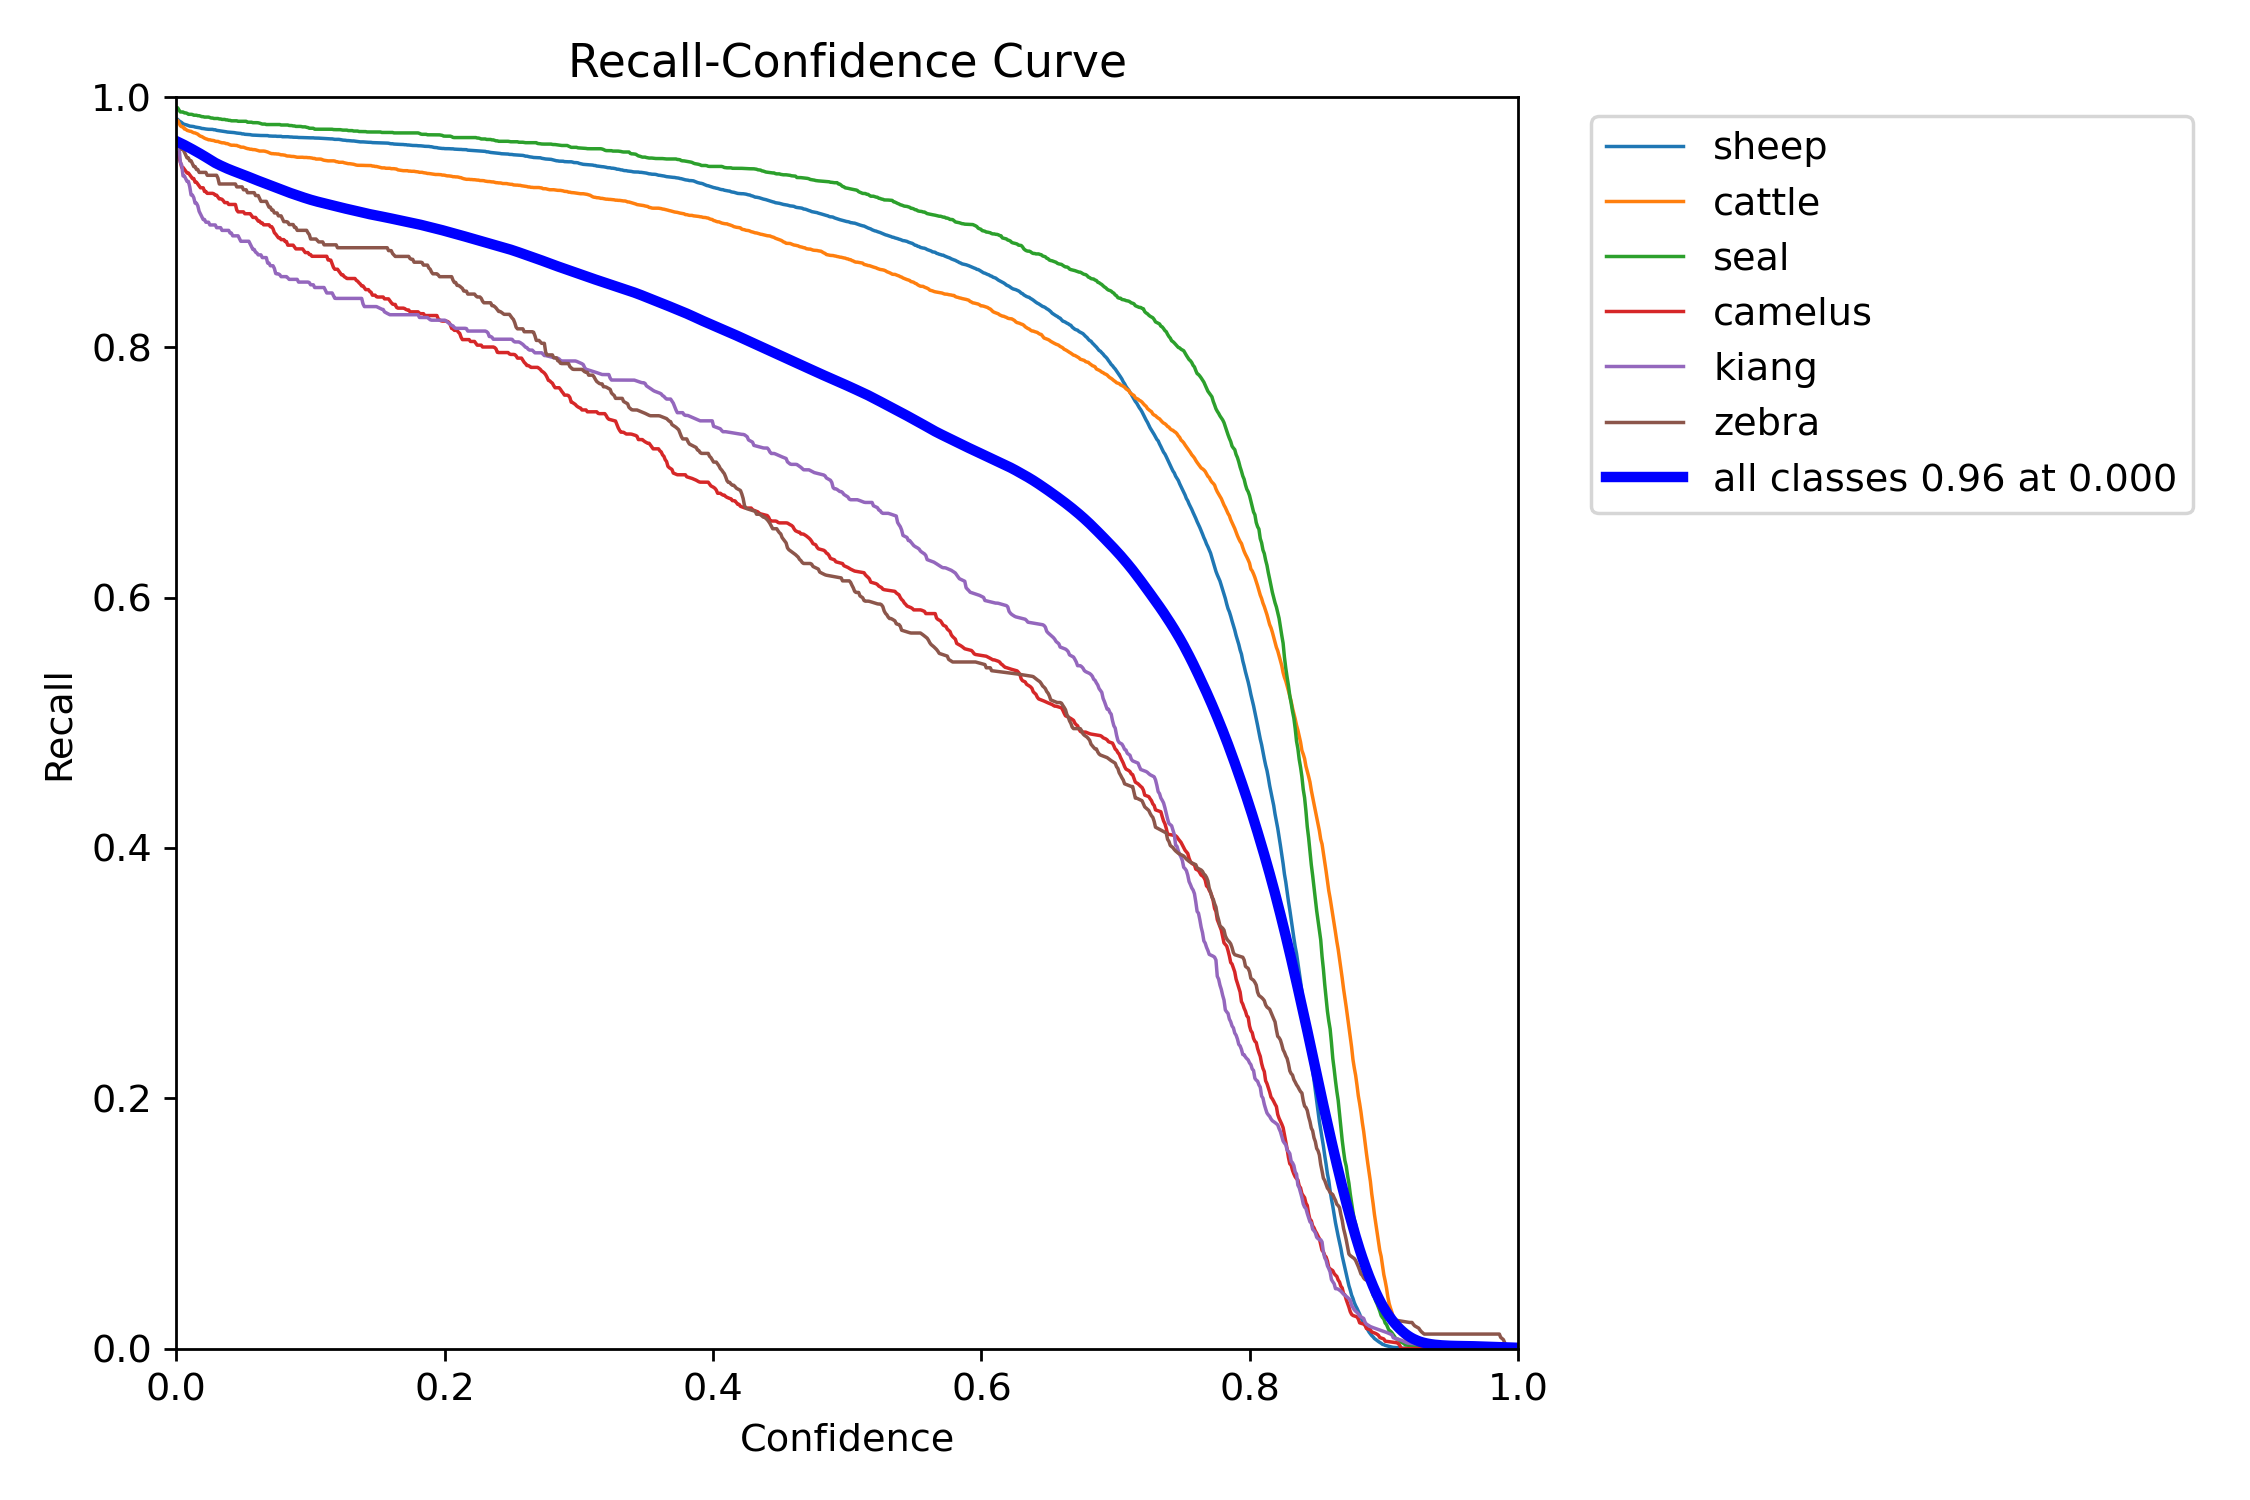 Recall-Confidence Curve
1.0
0.8
0.6
0.4
0.2
0.0
Recall
0.0 0.2 0.4 0.6 0.8 1.0
Confidence
sheep
cattle
seal
camelus
kiang
zebra
all classes 0.96 at 0.000